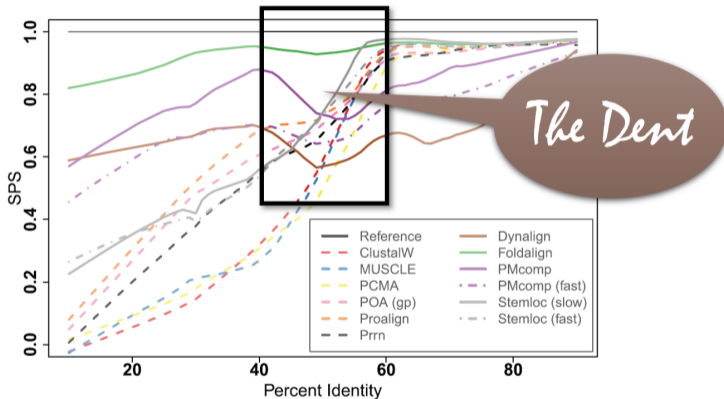 1.0
0.8
0.6
0.4
0.2
0.0
SPS
The Dent
Reference
ClustalW
MUSCLE
PCMA
POA (gp)
Proalign
Prrn
Dynalign
Foldalign
PMcomp
PMcomp (fast)
Stemloc (slow)
Stemloc (fast)
20 40 60 80
Percent Identity